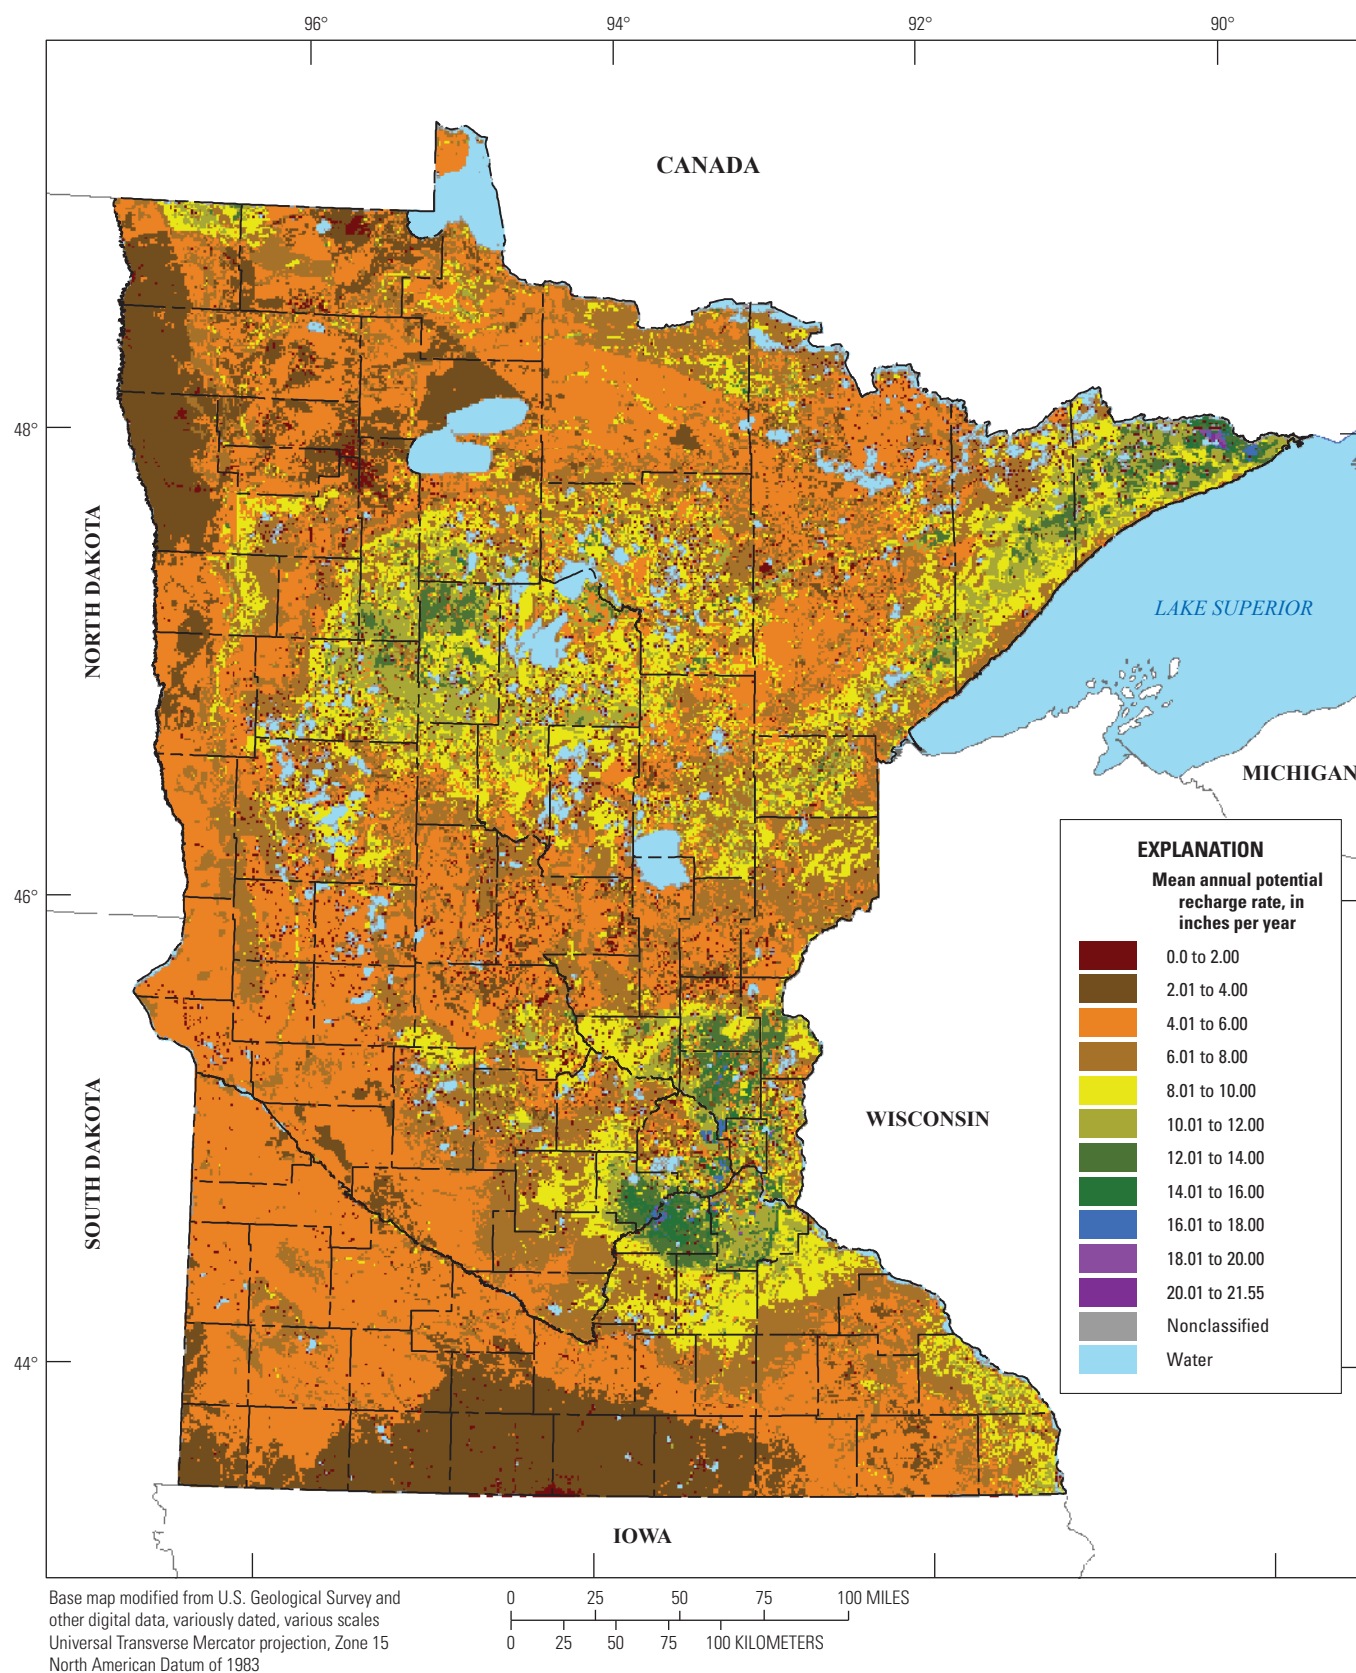 96°
94°
92°
90°
CANADA
48°
NORTH DAKOTA
LAKE SUPERIOR
MICHIGAN
46°
SOUTH DAKOTA
WISCONSIN
44°
IOWA
EXPLANATION
Mean annual potential
recharge rate, in
inches per year
0.0 to 2.00
2.01 to 4.00
4.01 to 6.00
6.01 to 8.00
8.01 to 10.00
10.01 to 12.00
12.01 to 14.00
14.01 to 16.00
16.01 to 18.00
18.01 to 20.00
20.01 to 21.55
Nonclassified
Water
Base map modified from U.S. Geological Survey and
other digital data, variously dated, various scales
Universal Transverse Mercator projection, Zone 15
North American Datum of 1983
0 25 50 75 100 MILES
0 25 50 75 100 KILOMETERS